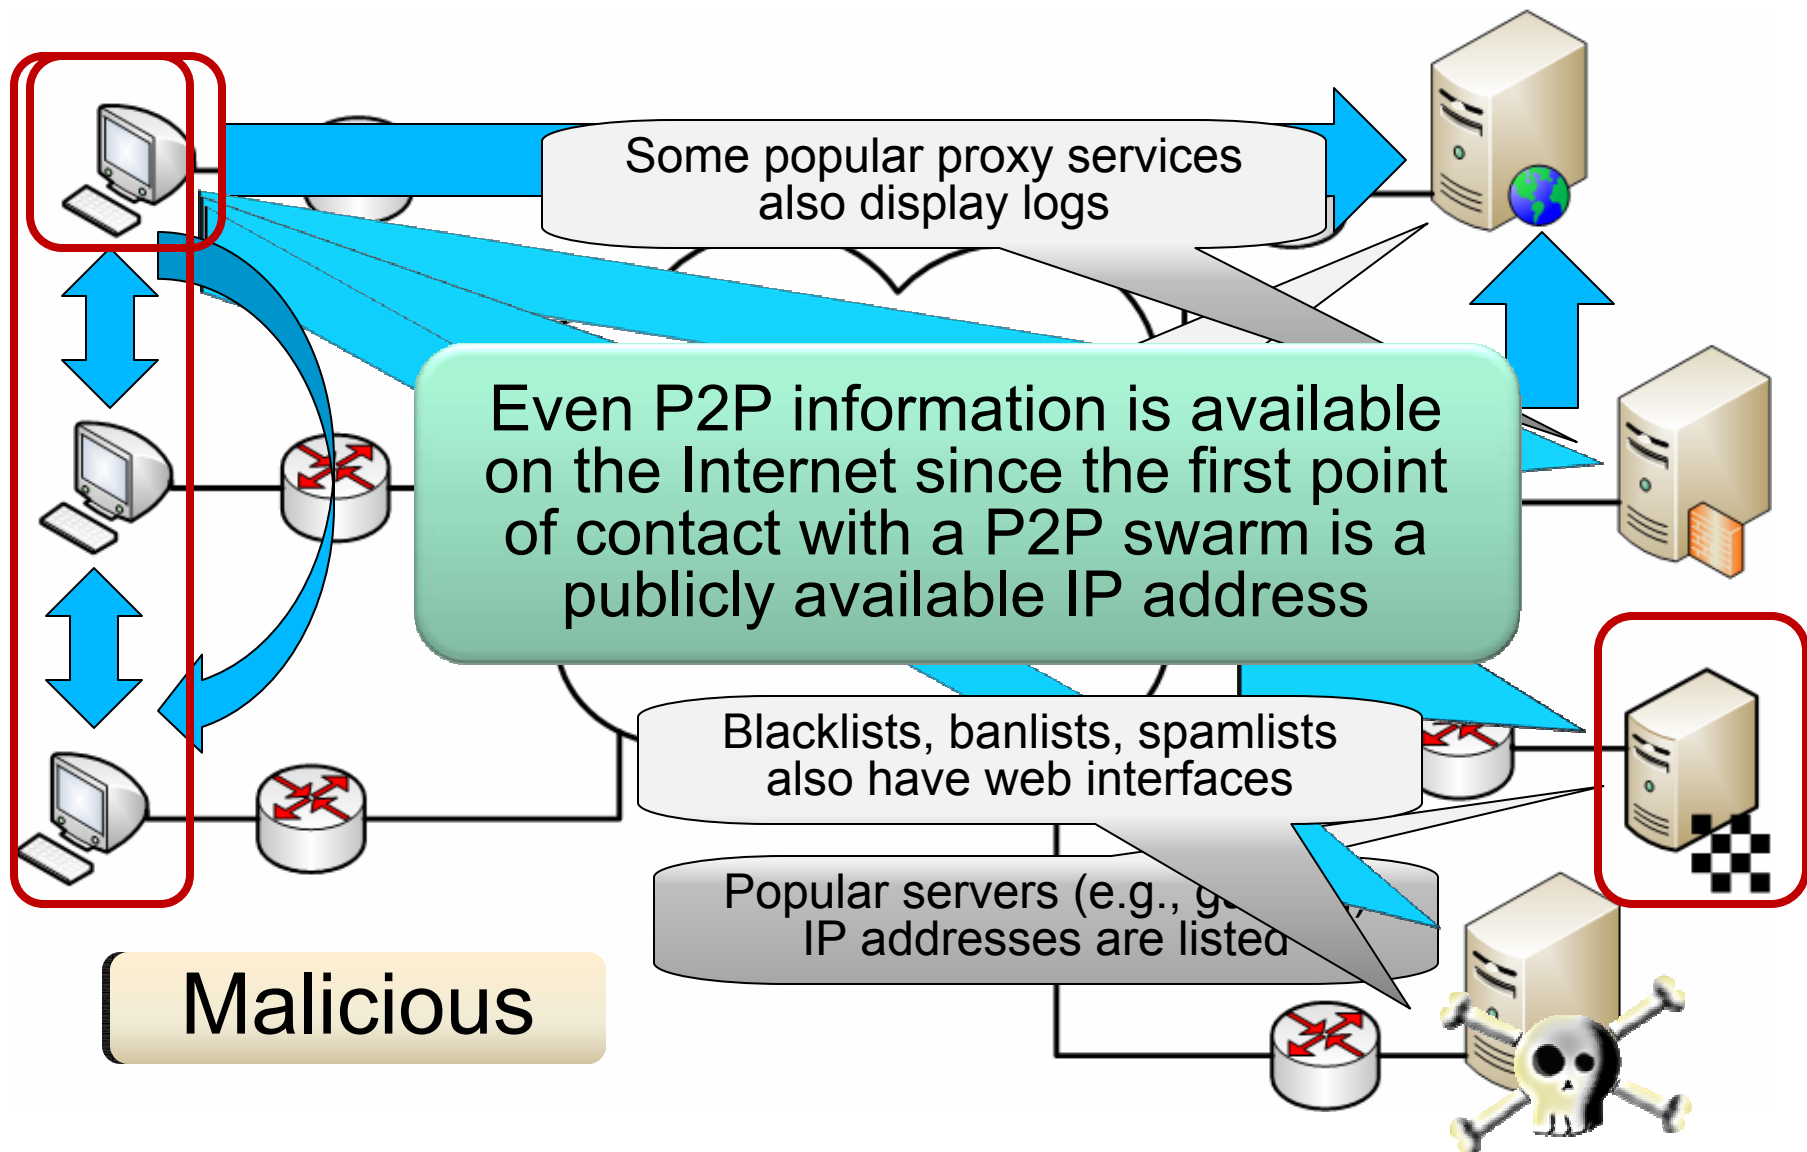 Some popular proxy services
also display logs
Even P2P information is available
on the Internet since the first point
of contact with a P2P swarm is a
publicly available IP address
Blacklists, banlists, spamlists
also have web interfaces
Popular servers (e.g.,
IP addresses are listed
Malicious